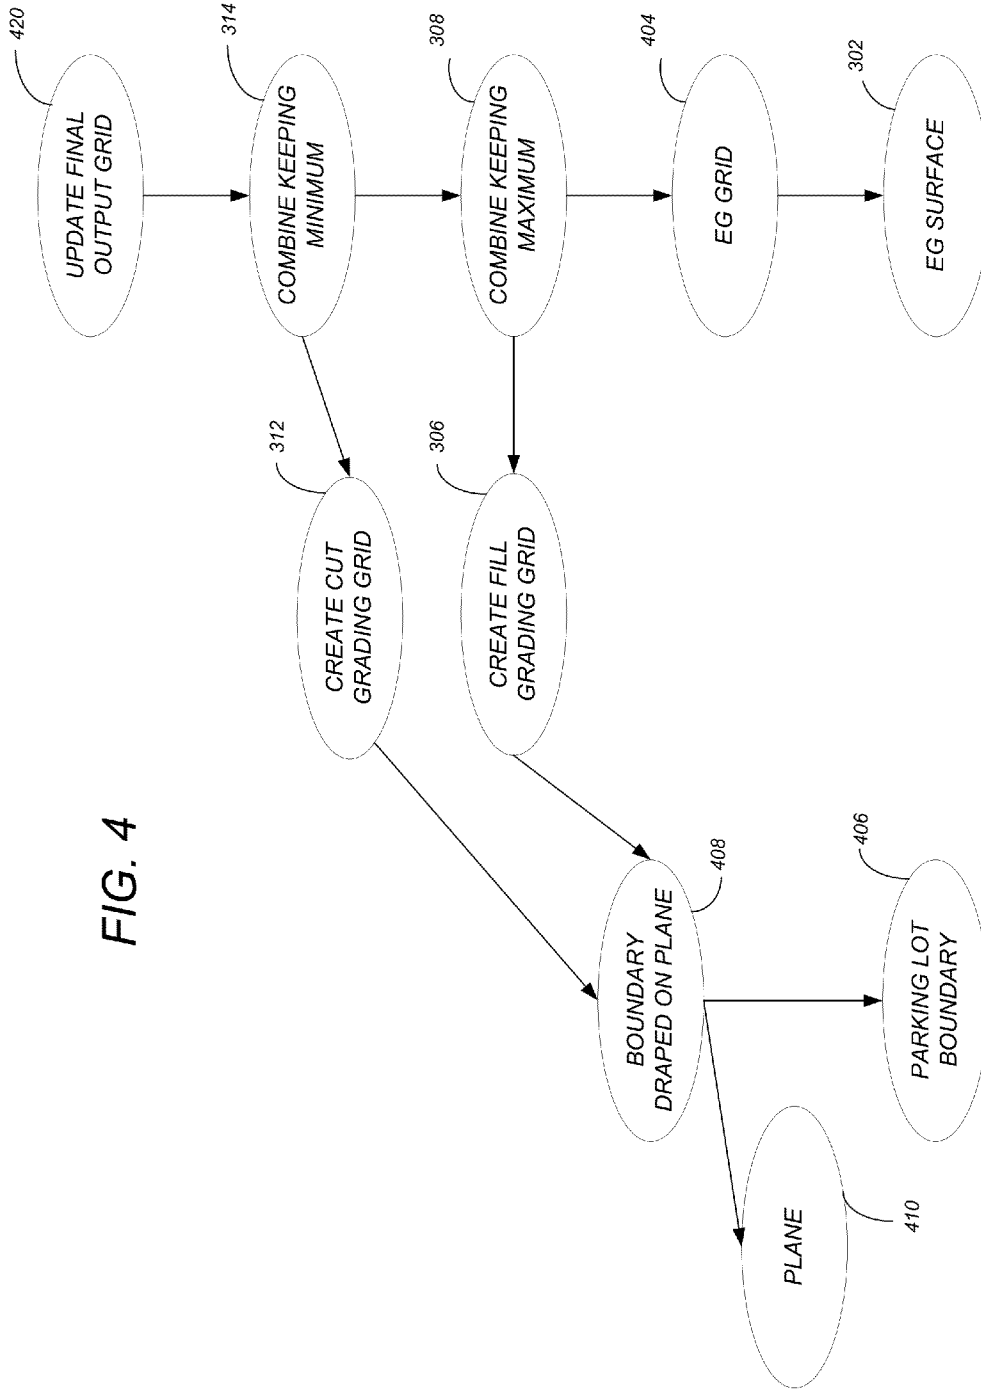 420
UPDATE FINAL
OUTPUT GRID
314
COMBINE KEEPING
MINIMUM
308
COMBINE KEEPING
MAXIMUM
404
EG GRID
302
EG SURFACE
312
CREATE CUT
GRADING GRID
306
CREATE FILL
GRADING GRID
408
BOUNDARY
DRAPED ON PLANE
406
PARKING LOT
BOUNDARY
410
PLANE
FIG. 4